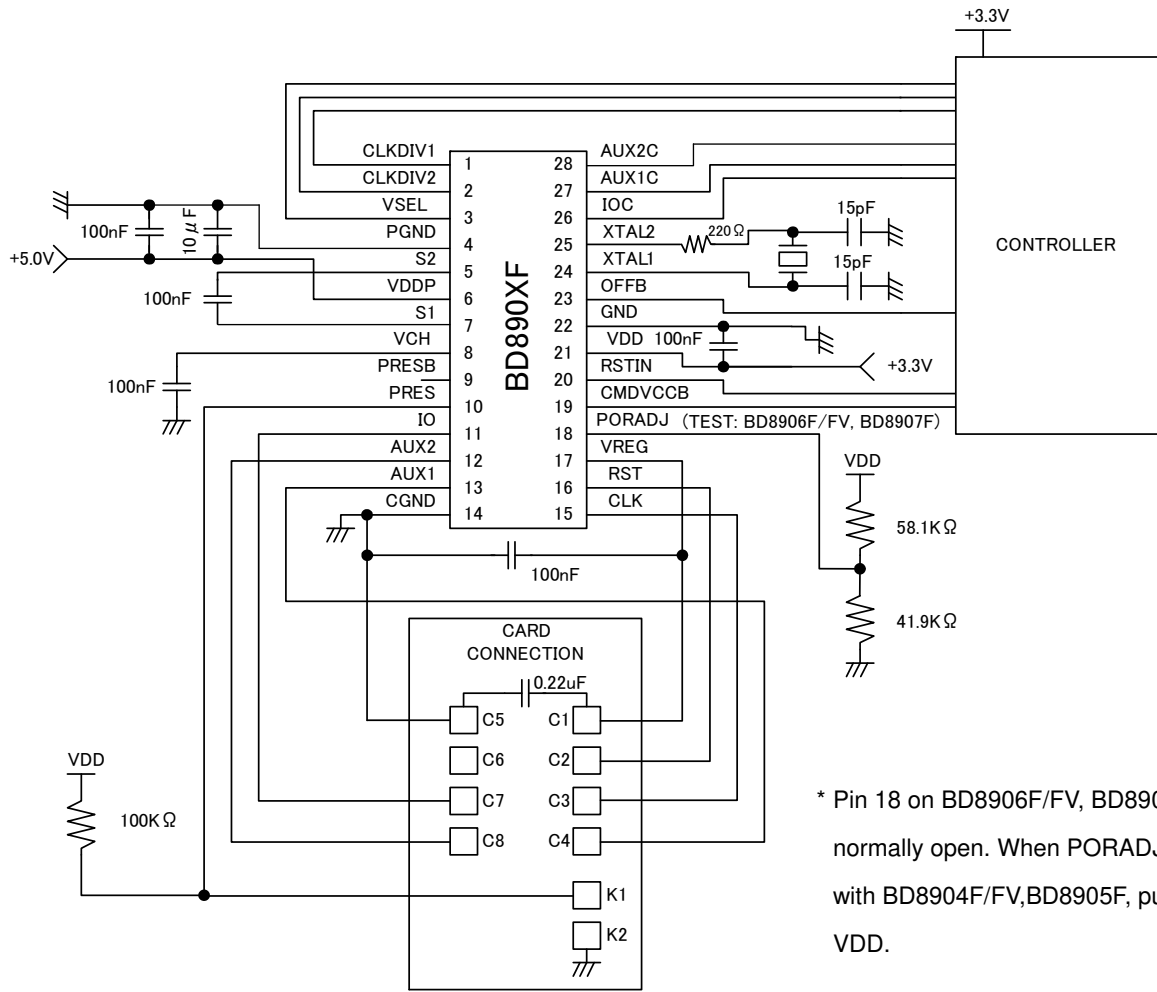 +3.3V
CONTROLLER
CLKDIV1 1 28 AUX2C
CLKDIV2 2 27 AUX1C
VSEL 3 26 IOC
PGND 4 25 XTAL2
S2 5 24 XTAL1
VDDP 6 23 OFFB
S1 7 22 GND
VCH 8 21 VDD
PRESB 9 20 RSTIN
PRES 10 19 CMDVCCB
IO 11 18 PORADJ (TEST: BD8906F/FV, BD8907F)
AUX2 12 17 VREG
AUX1 13 16 RST
CGND 14 15 CLK
BD890XF
100nF
10μF
+5.0V
100nF
100nF
220Ω
15pF
15pF
100nF
+3.3V
VDD
58.1KΩ
41.9KΩ
100nF
CARD
CONNECTION
0.22uF
C5 C1
C6 C2
C7 C3
C8 C4
K1
K2
VDD
100KΩ
* Pin 18 on BD8906F/FV,
normally open. When
with BD8904F/FV,BD8905F,
VDD.